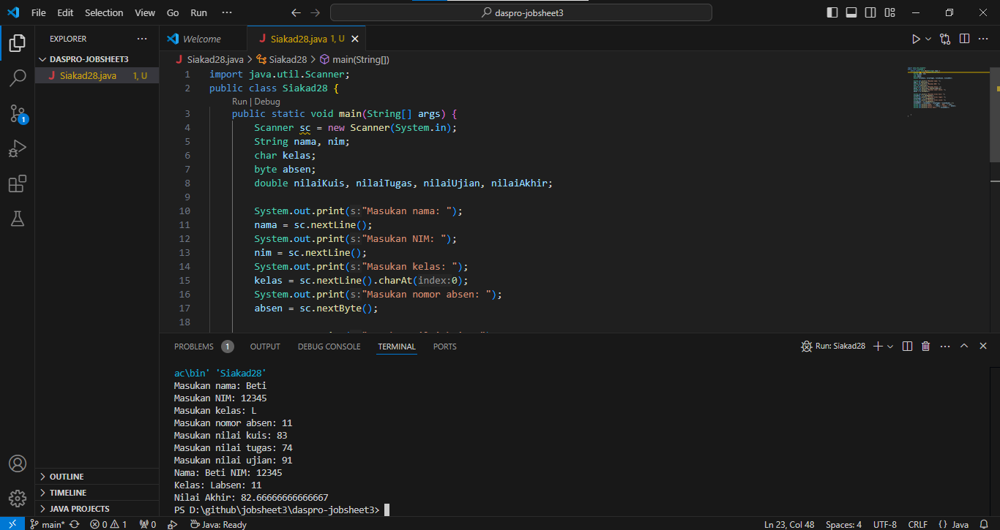 File Edit Selection View Go Run ···
daspro-jobsheet3
EXPLORER ···
DASPRO-JOBSHEET3
J Siakad28.java 1, U
OUTLINE
TIMELINE
JAVA PROJECTS
Welcome
J Siakad28.java 1, U
J Siakad28.java > Siakad28 > main(String[])
1 import java.util.Scanner;
2 public class Siakad28 {
Run | Debug
3 public static void main(String[] args) {
4 Scanner sc = new Scanner(System.in);
5 String nama, nim;
6 char kelas;
7 byte absen;
8 double nilaiKuis, nilaiTugas, nilaiUjian, nilaiAkhir;
9
10 System.out.print(s:"Masukan nama: ");
11 nama = sc.nextLine();
12 System.out.print(s:"Masukan NIM: ");
13 nim = sc.nextLine();
14 System.out.print(s:"Masukan kelas: ");
15 kelas = sc.nextLine().charAt(index:0);
16 System.out.print(s:"Masukan nomor absen: ");
17 absen = sc.nextByte();
18
PROBLEMS 1 OUTPUT DEBUG CONSOLE TERMINAL PORTS
Run: Siakad28
ac\bin' 'Siakad28'
Masukan nama: Beti
Masukan NIM: 12345
Masukan kelas: L
Masukan nomor absen: 11
Masukan nilai kuis: 83
Masukan nilai tugas: 74
Masukan nilai ujian: 91
Nama: Beti NIM: 12345
Kelas: Labsen: 11
Nilai Akhir: 82.66666666666667
PS D:\github\jobsheet3\daspro-jobsheet3>
main* 0 1 0 Java: Ready
Ln 23, Col 48 Spaces: 4 UTF-8 CRLF {} Java